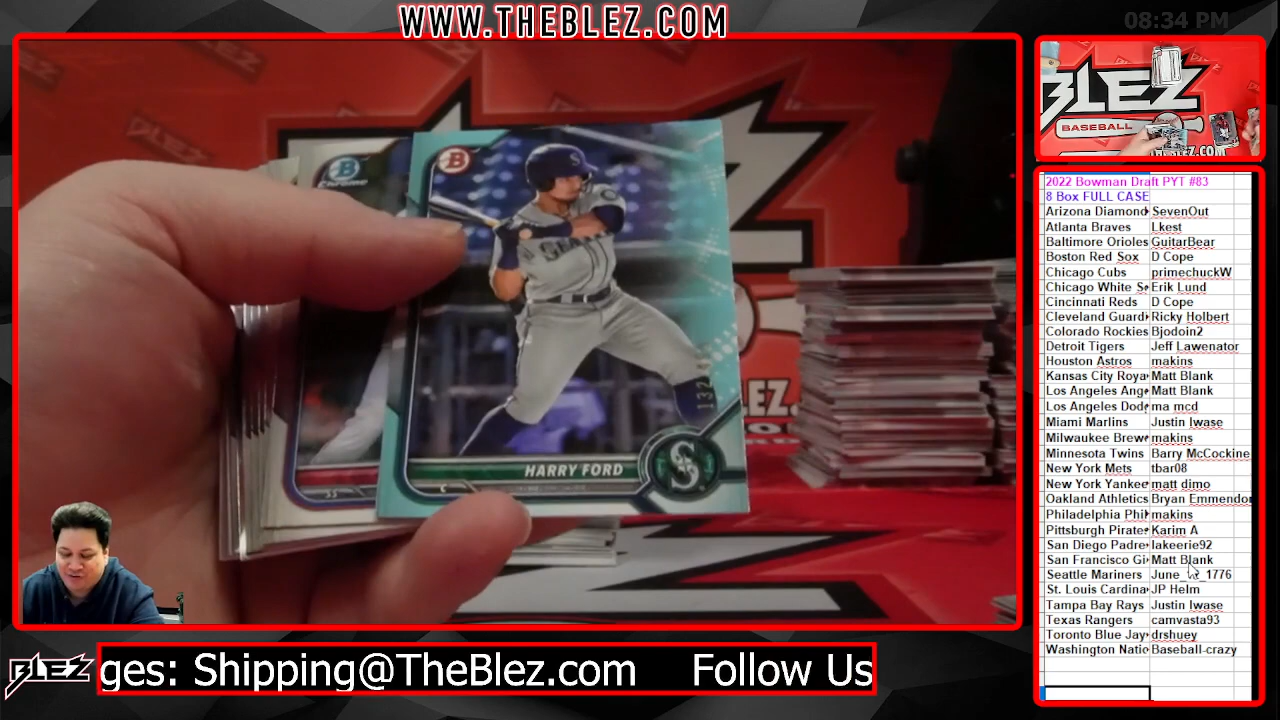 WWW.THEBLEZ.COM
08:34 PM
BLEZ
BASEBALL
Chrome
B
S
HARRY FORD
C
SS
EZ.
2022 Bowman Draft PYT #83
8 Box FULL CASE
Arizona Diamond SevenOut
Atlanta Braves Lkest
Baltimore Orioles GuitarBear
Boston Red Sox D Cope
Chicago Cubs primechuckW
Chicago White S Erik Lund
Cincinnati Reds D Cope
Cleveland Guard Ricky Holbert
Colorado Rockies Bjodoin2
Detroit Tigers Jeff Lawenator
Houston Astros makins
Kansas City Roya Matt Blank
Los Angeles Ang Matt Blank
Los Angeles Dod ma mcd
Miami Marlins Justin Iwase
Milwaukee Brew makins
Minnesota Twins Barry McCockine
New York Mets tbar08
New York Yankee matt dimo
Oakland Athletics Bryan Emmendor
Philadelphia Phi makins
Pittsburgh Pirate Karim A
San Diego Padre lakeerie92
San Francisco Gi Matt Blank
Seattle Mariners
St. Louis Cardina JP Helm
Tampa Bay Rays Justin Iwase
Texas Rangers camvasta93
Toronto Blue Jay drshuey
Washington Natio Baseball-crazy
BLEZ
ges: Shipping@TheBlez.com Follow Us